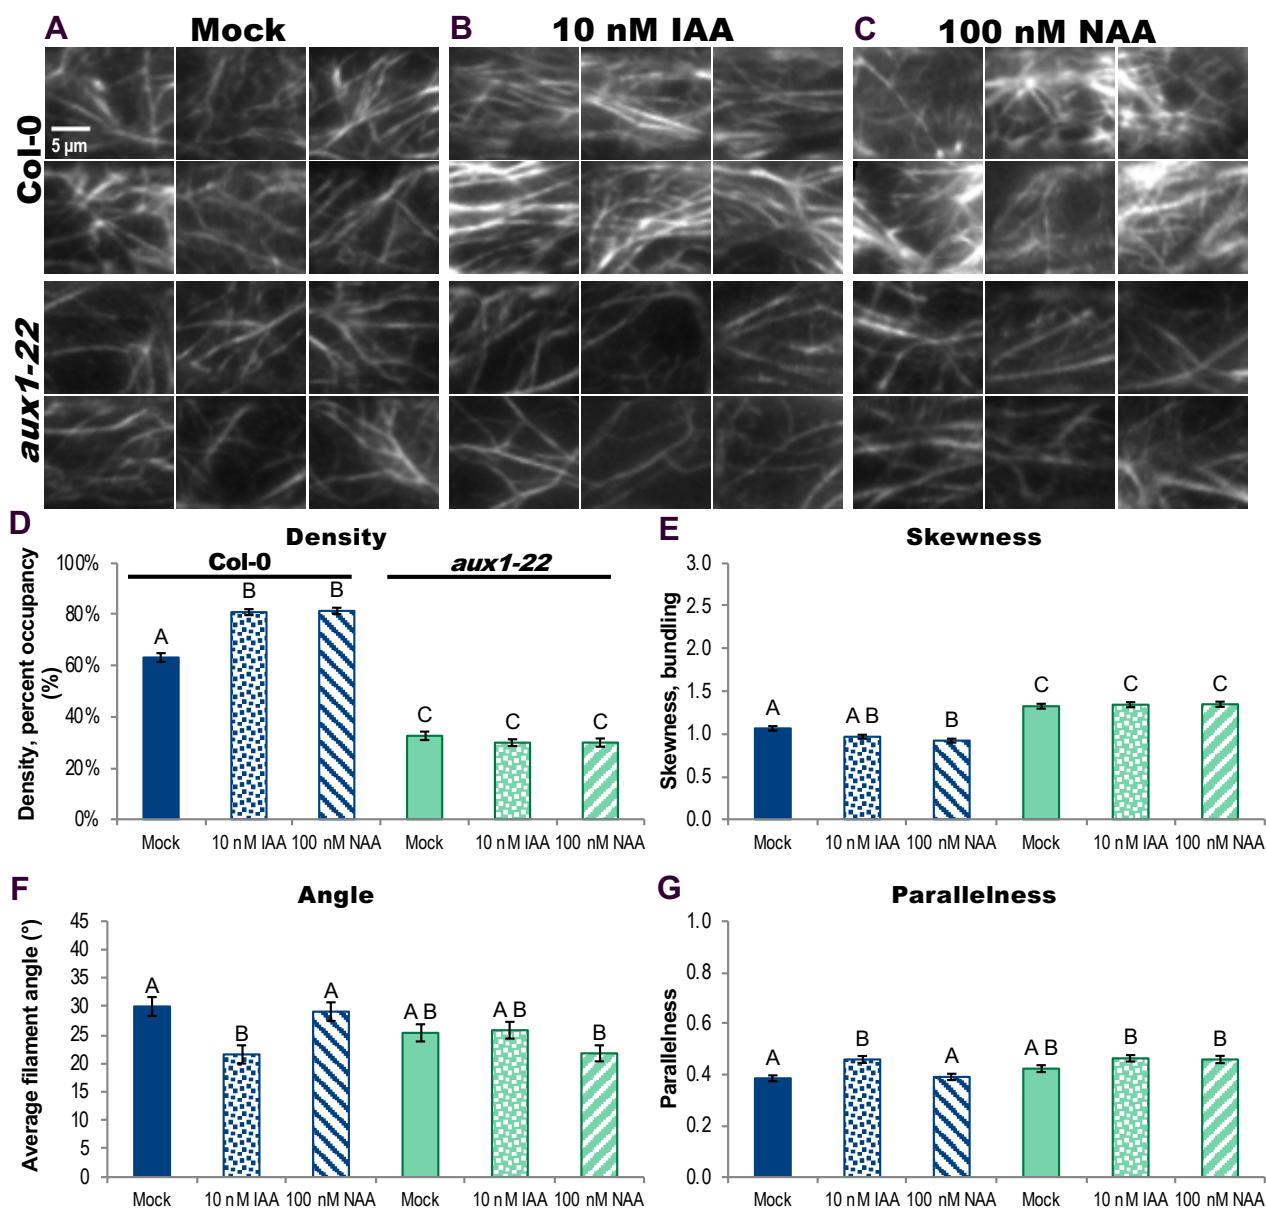 A Mock B 10 nM IAA C 100 nM NAA
Col-0
5 µm
aux1-22
D Density
Density, percent occupancy (%)
Col-0 aux1-22
100%
80%
60%
40%
20%
0%
A B B C C C
Mock 10 nM IAA 100 nM NAA Mock 10 nM IAA 100 nM NAA
E Skewness
Skewness, bundling
3.0
2.5
2.0
1.5
1.0
0.5
0.0
A A B B C C C
Mock 10 nM IAA 100 nM NAA Mock 10 nM IAA 100 nM NAA
F Angle
Average filament angle (°)
45
40
35
30
25
20
15
10
5
0
A B A A B A B B
Mock 10 nM IAA 100 nM NAA Mock 10 nM IAA 100 nM NAA
G Parallelness
Parallelness
1.0
0.8
0.6
0.4
0.2
0.0
A B A A B B B
Mock 10 nM IAA 100 nM NAA Mock 10 nM IAA 100 nM NAA